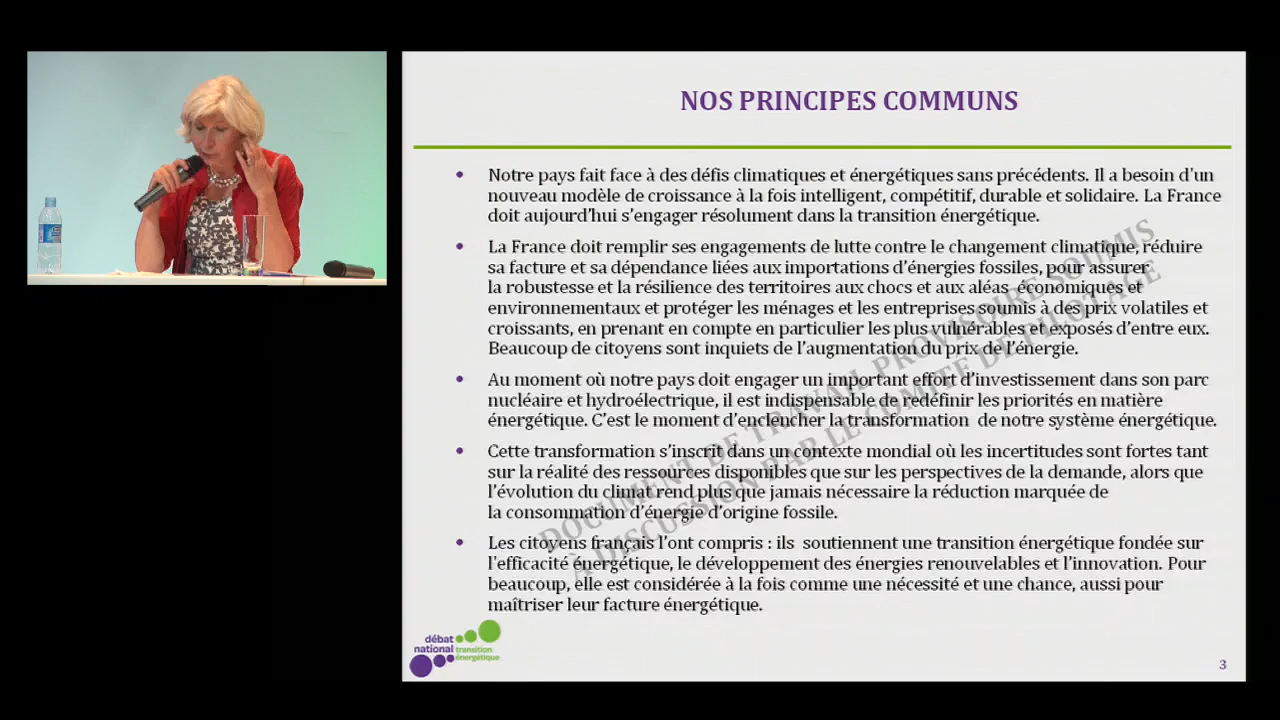 NOS PRINCIPES COMMUNS
• Notre pays fait face à des défis climatiques et énergétiques sans précédents. Il a besoin d'un
nouveau modèle de croissance à la fois intelligent, compétitif, durable et solidaire. La France
doit aujourd'hui s'engager résolument dans la transition énergétique.
• La France doit remplir ses engagements de lutte contre le changement climatique, réduire
sa facture et sa dépendance liées aux importations d'énergies fossiles, pour assurer
la robustesse et la résilience des territoires aux chocs et aux aléas économiques et
environnementaux et protéger les ménages et les entreprises soumis à des prix volatiles et
croissants, en prenant en compte en particulier les plus vulnérables et exposés d'entre eux.
Beaucoup de citoyens sont inquiets de l'augmentation du prix de l'énergie.
• Au moment où notre pays doit engager un important effort d'investissement dans son parc
nucléaire et hydroélectrique, il est indispensable de redéfinir les priorités en matière
énergétique. C'est le moment d'enclencher la transformation de notre système énergétique.
• Cette transformation s'inscrit dans un contexte mondial où les incertitudes sont fortes tant
sur la réalité des ressources disponibles que sur les perspectives de la demande, alors que
l'évolution du climat rend plus que jamais nécessaire la réduction marquée de
la consommation d'énergie d'origine fossile.
• Les citoyens français l'ont compris : ils soutiennent une transition énergétique fondée sur
l'efficacité énergétique, le développement des énergies renouvelables et l'innovation. Pour
beaucoup, elle est considérée à la fois comme une nécessité et une chance, aussi pour
maîtriser leur facture énergétique.
DOCUMENT DE TRAVAIL PROVISOIRE SOUMIS
À DISCUSSION PAR LE COMITE DE PILOTAGE
débat
national transition
énergétique
3